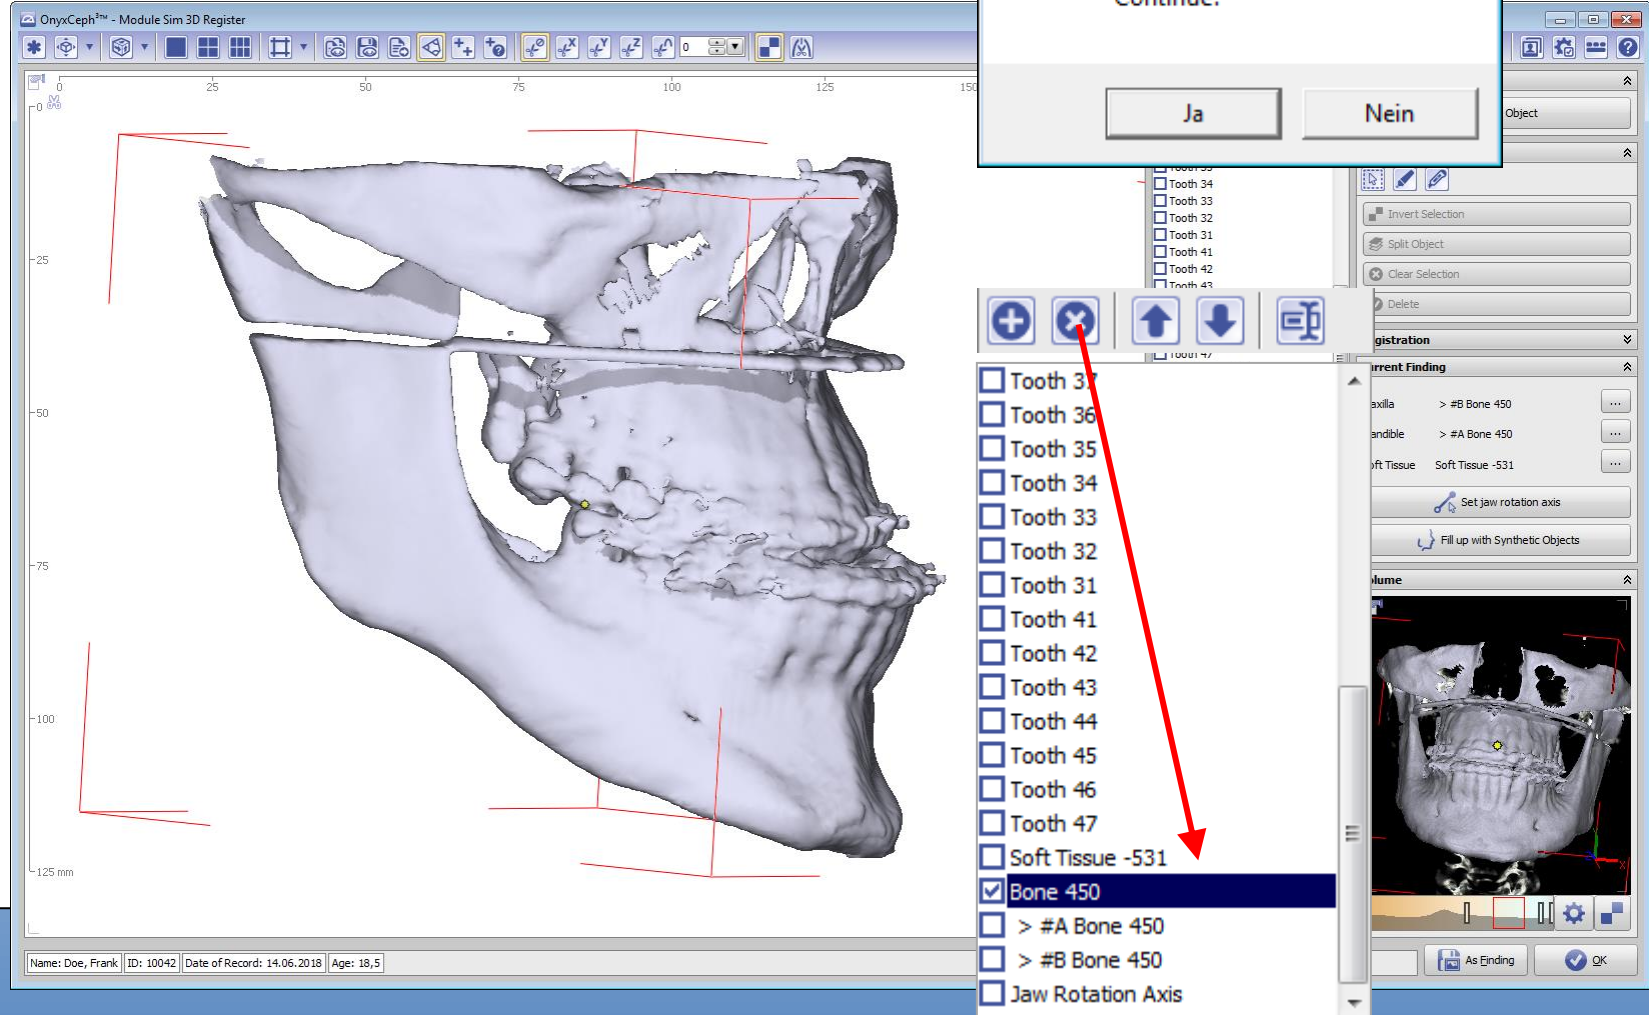 OnyxCeph³™ - Module Sim 3D Register
Continue?
Ja
Nein
0
0
25
50
75
100
125
150
0
25
50
75
100
125 mm
Object
Tooth 34
Tooth 33
Tooth 32
Tooth 31
Tooth 41
Tooth 42
Tooth 43
Tooth 47
Invert Selection
Split Object
Clear Selection
Delete
gistration
rrent Finding
axilla > #B Bone 450 ...
andible > #A Bone 450 ...
ft Tissue Soft Tissue -531 ...
Set jaw rotation axis
Fill up with Synthetic Objects
lume
Tooth 37
Tooth 36
Tooth 35
Tooth 34
Tooth 33
Tooth 32
Tooth 31
Tooth 41
Tooth 42
Tooth 43
Tooth 44
Tooth 45
Tooth 46
Tooth 47
Soft Tissue -531
Bone 450
> #A Bone 450
> #B Bone 450
Jaw Rotation Axis
X
Name: Doe, Frank ID: 10042 Date of Record: 14.06.2018 Age: 18,5
As Finding
OK